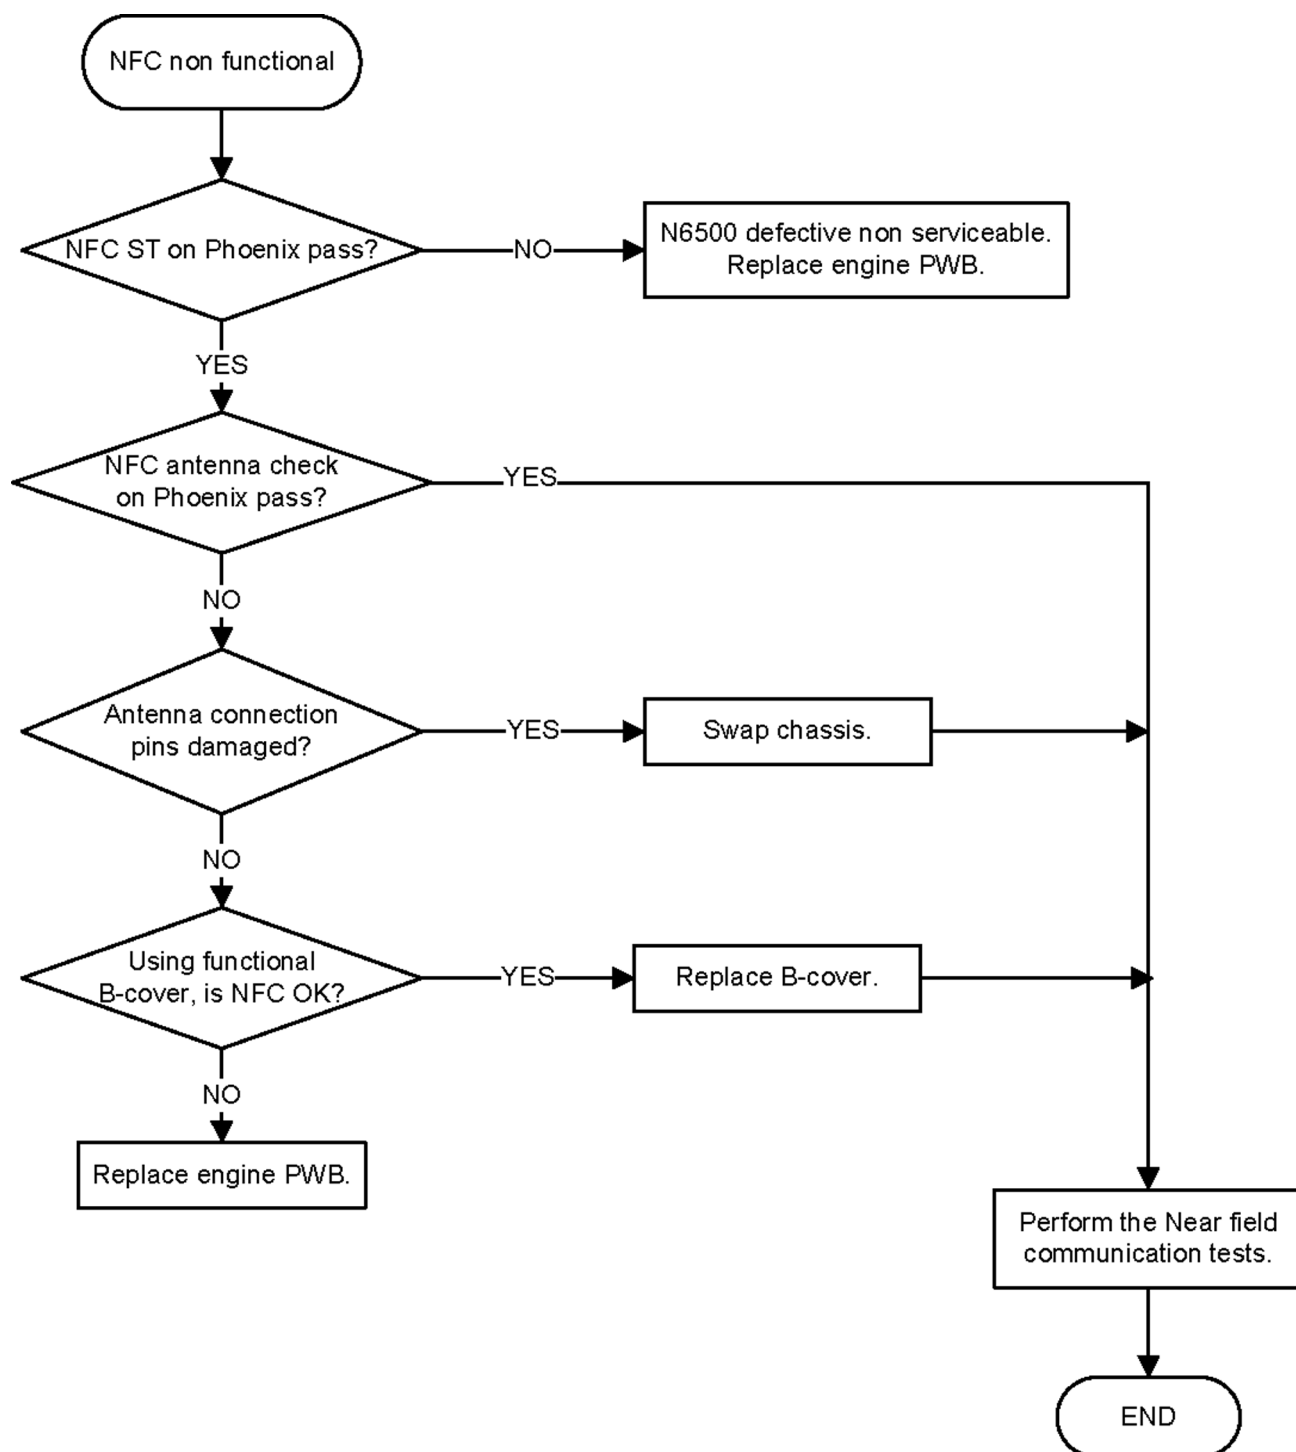 NFC non functional
NFC ST on Phoenix pass?
NO
N6500 defective non serviceable.
Replace engine PWB.
YES
NFC antenna check
on Phoenix pass?
YES
NO
Antenna connection
pins damaged?
YES
Swap chassis.
NO
Using functional
B-cover, is NFC OK?
YES
Replace B-cover.
NO
Replace engine PWB.
Perform the Near field
communication tests.
END